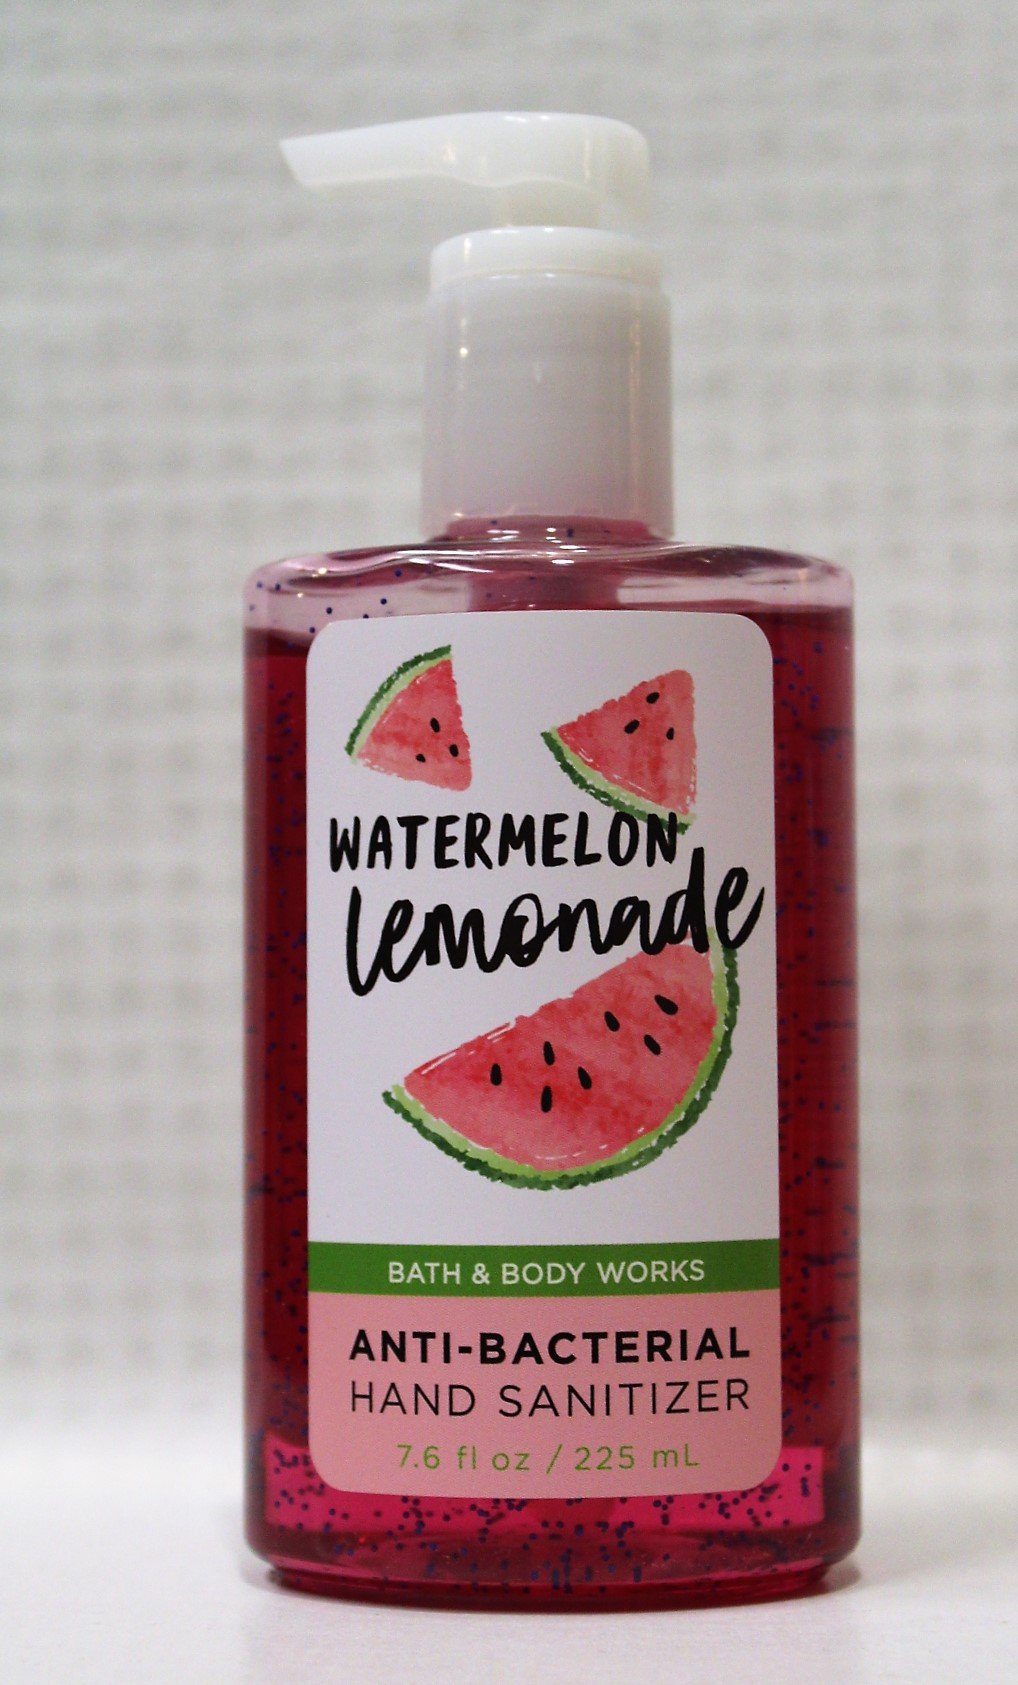 WATERMELON
lemonade
BATH & BODY WORKS
ANTI-BACTERIAL
HAND SANITIZER
7.6 fl oz / 225 mL